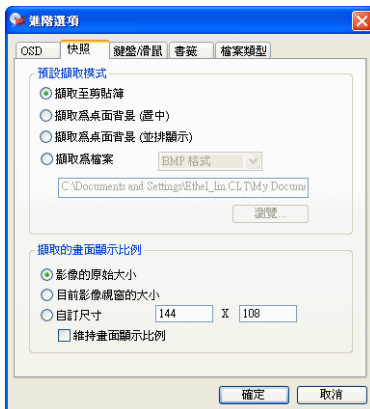 進階選項
OSD 快照 鍵盤/滑鼠 書籤 檔案類型
預設擷取模式
擷取至剪貼簿
擷取為桌面背景 (置中)
擷取為桌面背景 (並排顯示)
擷取為檔案 BMP 格式
C:\Documents and Settings\Ethel_lin.CLT\My Docume
瀏覽...
擷取的畫面顯示比例
影像的原始大小
目前影像視窗的大小
自訂尺寸 144 X 108
維持畫面顯示比例
確定 取消